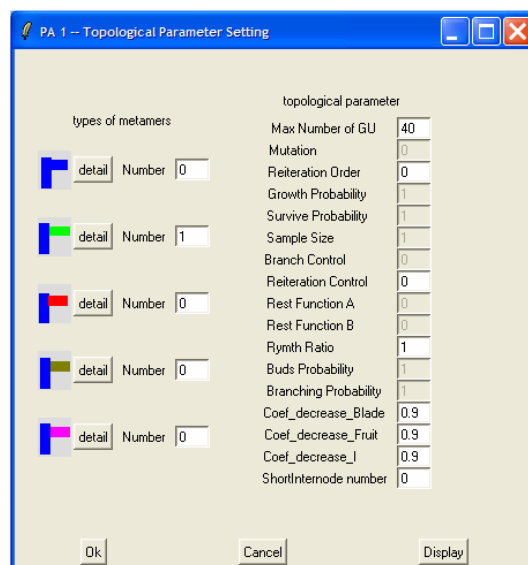 PA 1 -- Topological Parameter Setting
types of metamers
detail Number 0
detail Number 1
detail Number 0
detail Number 0
detail Number 0
topological parameter
Max Number of GU 40
Mutation 0
Reiteration Order 0
Growth Probability 1
Survive Probability 1
Sample Size 1
Branch Control 0
Reiteration Control 0
Rest Function A 0
Rest Function B 0
Rymth Ratio 1
Buds Probability 1
Branching Probability 1
Coef_decrease_Blade 0.9
Coef_decrease_Fruit 0.9
Coef_decrease_I 0.9
ShortInternode number 0
Ok Cancel Display